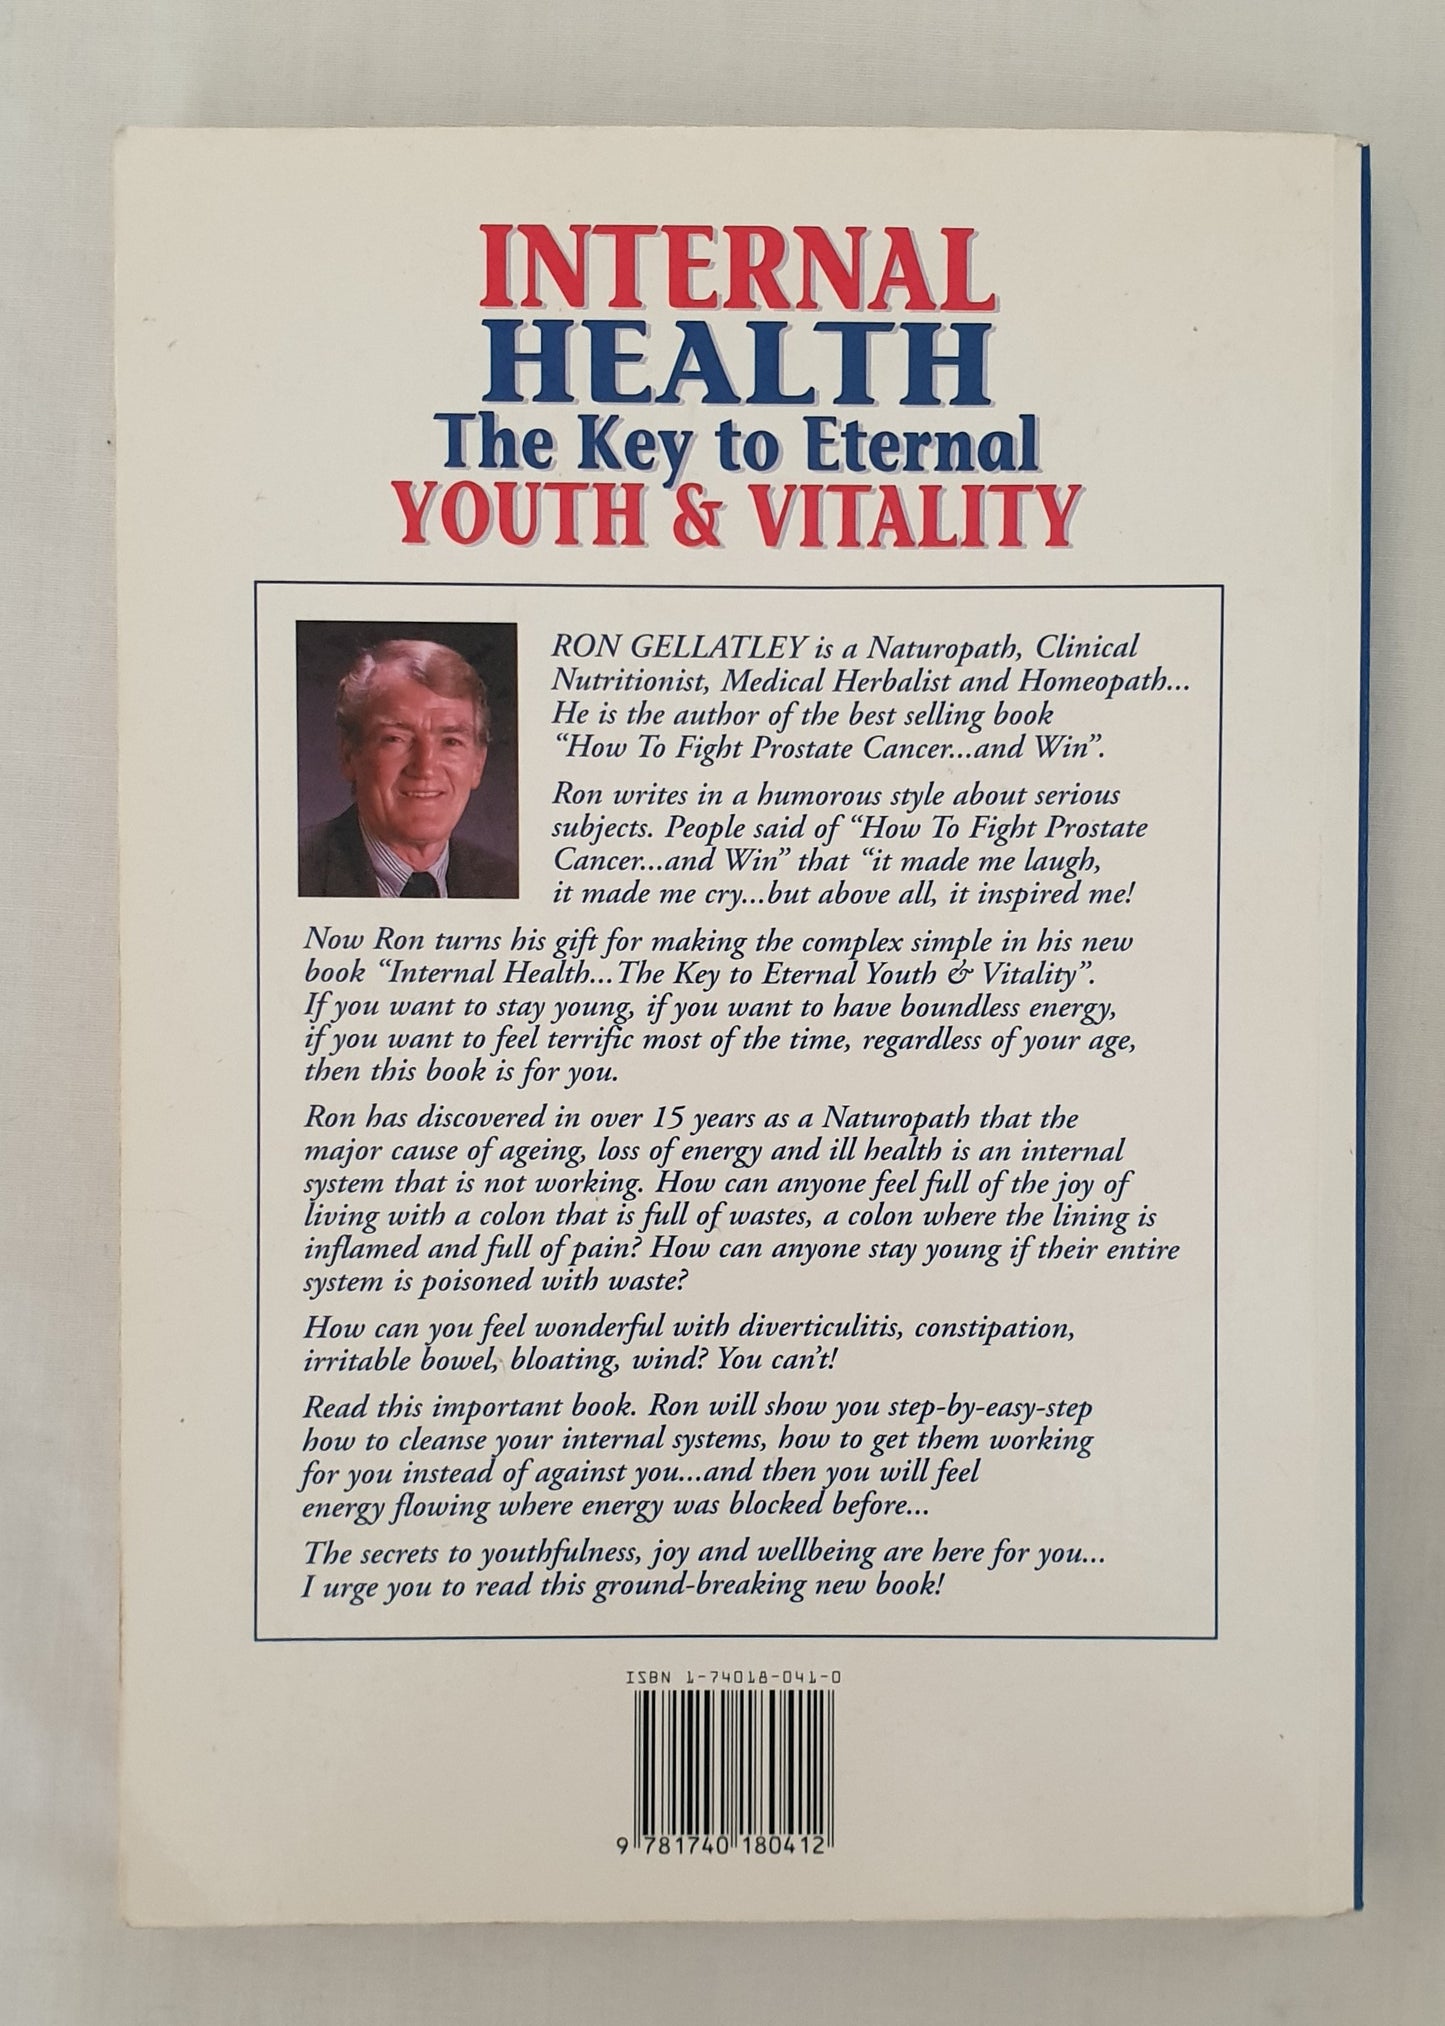 INTERNAL
HEALTH
The Key to Eternal
YOUTH & VITALITY
RON GELLATLEY is a Naturopath, Clinical
Nutritionist, Medical Herbalist and Homeopath...
He is the author of the best selling book
“How To Fight Prostate Cancer...and Win”.
Ron writes in a humorous style about serious
subjects. People said of “How To Fight Prostate
Cancer...and Win” that “it made me laugh,
it made me cry...but above all, it inspired me!
Now Ron turns his gift for making the complex simple in his new
book “Internal Health...The Key to Eternal Youth & Vitality”.
If you want to stay young, if you want to have boundless energy,
if you want to feel terrific most of the time, regardless of your age,
then this book is for you.
Ron has discovered in over 15 years as a Naturopath that the
major cause of ageing, loss of energy and ill health is an internal
system that is not working. How can anyone feel full of the joy of
living with a colon that is full of wastes, a colon where the lining is
inflamed and full of pain? How can anyone stay young if their entire
system is poisoned with waste?
How can you feel wonderful with diverticulitis, constipation,
irritable bowel, bloating, wind? You can’t!
Read this important book. Ron will show you step-by-easy-step
how to cleanse your internal systems, how to get them working
for you instead of against you...and then you will feel
energy flowing where energy was blocked before...
The secrets to youthfulness, joy and wellbeing are here for you...
I urge you to read this ground-breaking new book!
ISBN 1-74018-041-0
9 781740 180412